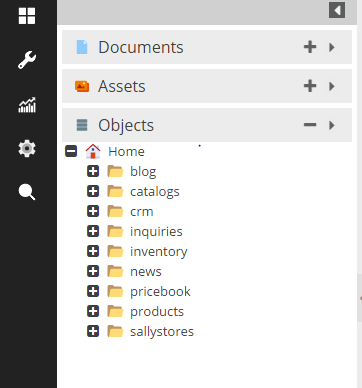 Documents
Assets
Objects
Home
blog
catalogs
crm
inquiries
inventory
news
pricebook
products
sallystores